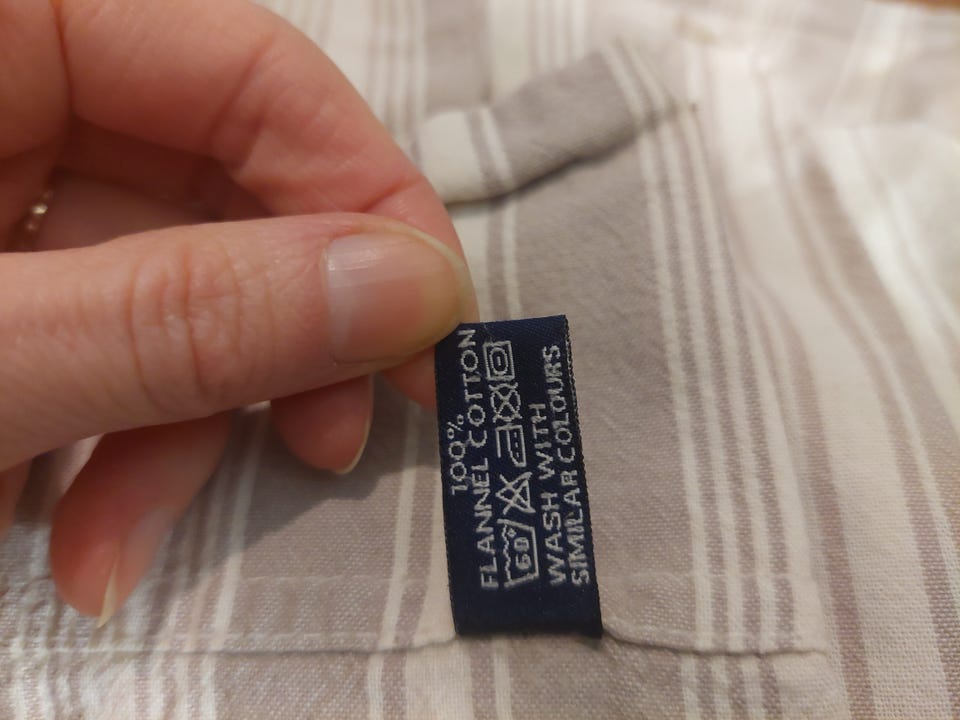 100%
FLANNEL COTTON
60°
WASH WITH
SIMILAR COLOURS